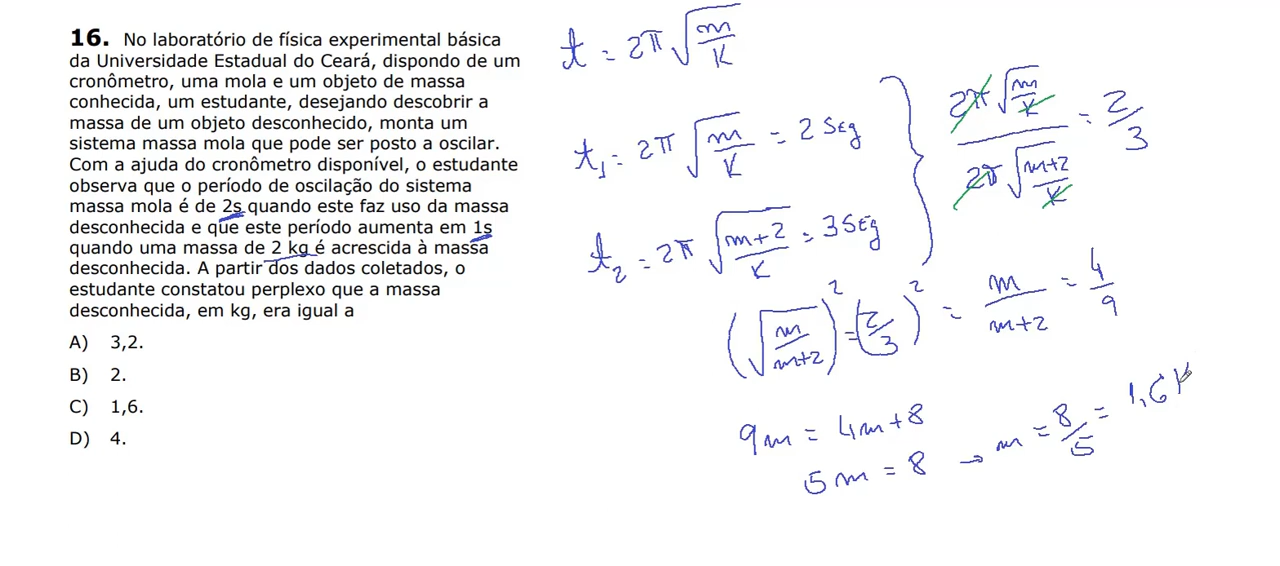 16. No laboratório de física experimental básica
da Universidade Estadual do Ceará, dispondo de um
cronômetro, uma mola e um objeto de massa
conhecida, um estudante, desejando descobrir a
massa de um objeto desconhecido, monta um
sistema massa mola que pode ser posto a oscilar.
Com a ajuda do cronômetro disponível, o estudante
observa que o período de oscilação do sistema
massa mola é de 2s quando este faz uso da massa
desconhecida e que este período aumenta em 1s
quando uma massa de 2 kg é acrescida à massa
desconhecida. A partir dos dados coletados, o
estudante constatou perplexo que a massa
desconhecida, em kg, era igual a
A) 3,2.
B) 2.
C) 1,6.
D) 4.
t = 2π √(m/K)
t₁ = 2π √(m/K) = 2 SEg
t₂ = 2π √((m+2)/K) = 3 SEg
2π √(m/K) / 2π √((m+2)/K) = 2/3
(√(m/(m+2)))² = (2/3)² = m/(m+2) = 4/9
9m = 4m + 8
5m = 8 → m = 8/5 = 1,6 K